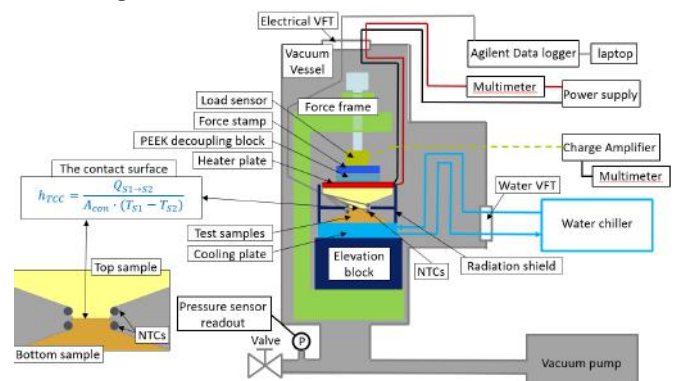 Electrical VFT
Vacuum
Vessel
Agilent Data logger
laptop
Multimeter
Power supply
Load sensor
Force frame
Force stamp
PEEK decoupling block
Heater plate
Charge Amplifier
Multimeter
The contact surface
h_TCC = Q_S1→S2 / A_con · (T_S1 − T_S2)
Water VFT
Water chiller
Test samples
Cooling plate
Elevation
block
NTCs
Radiation shield
Top sample
NTCs
Bottom sample
Pressure sensor
readout
Valve
P
Vacuum pump